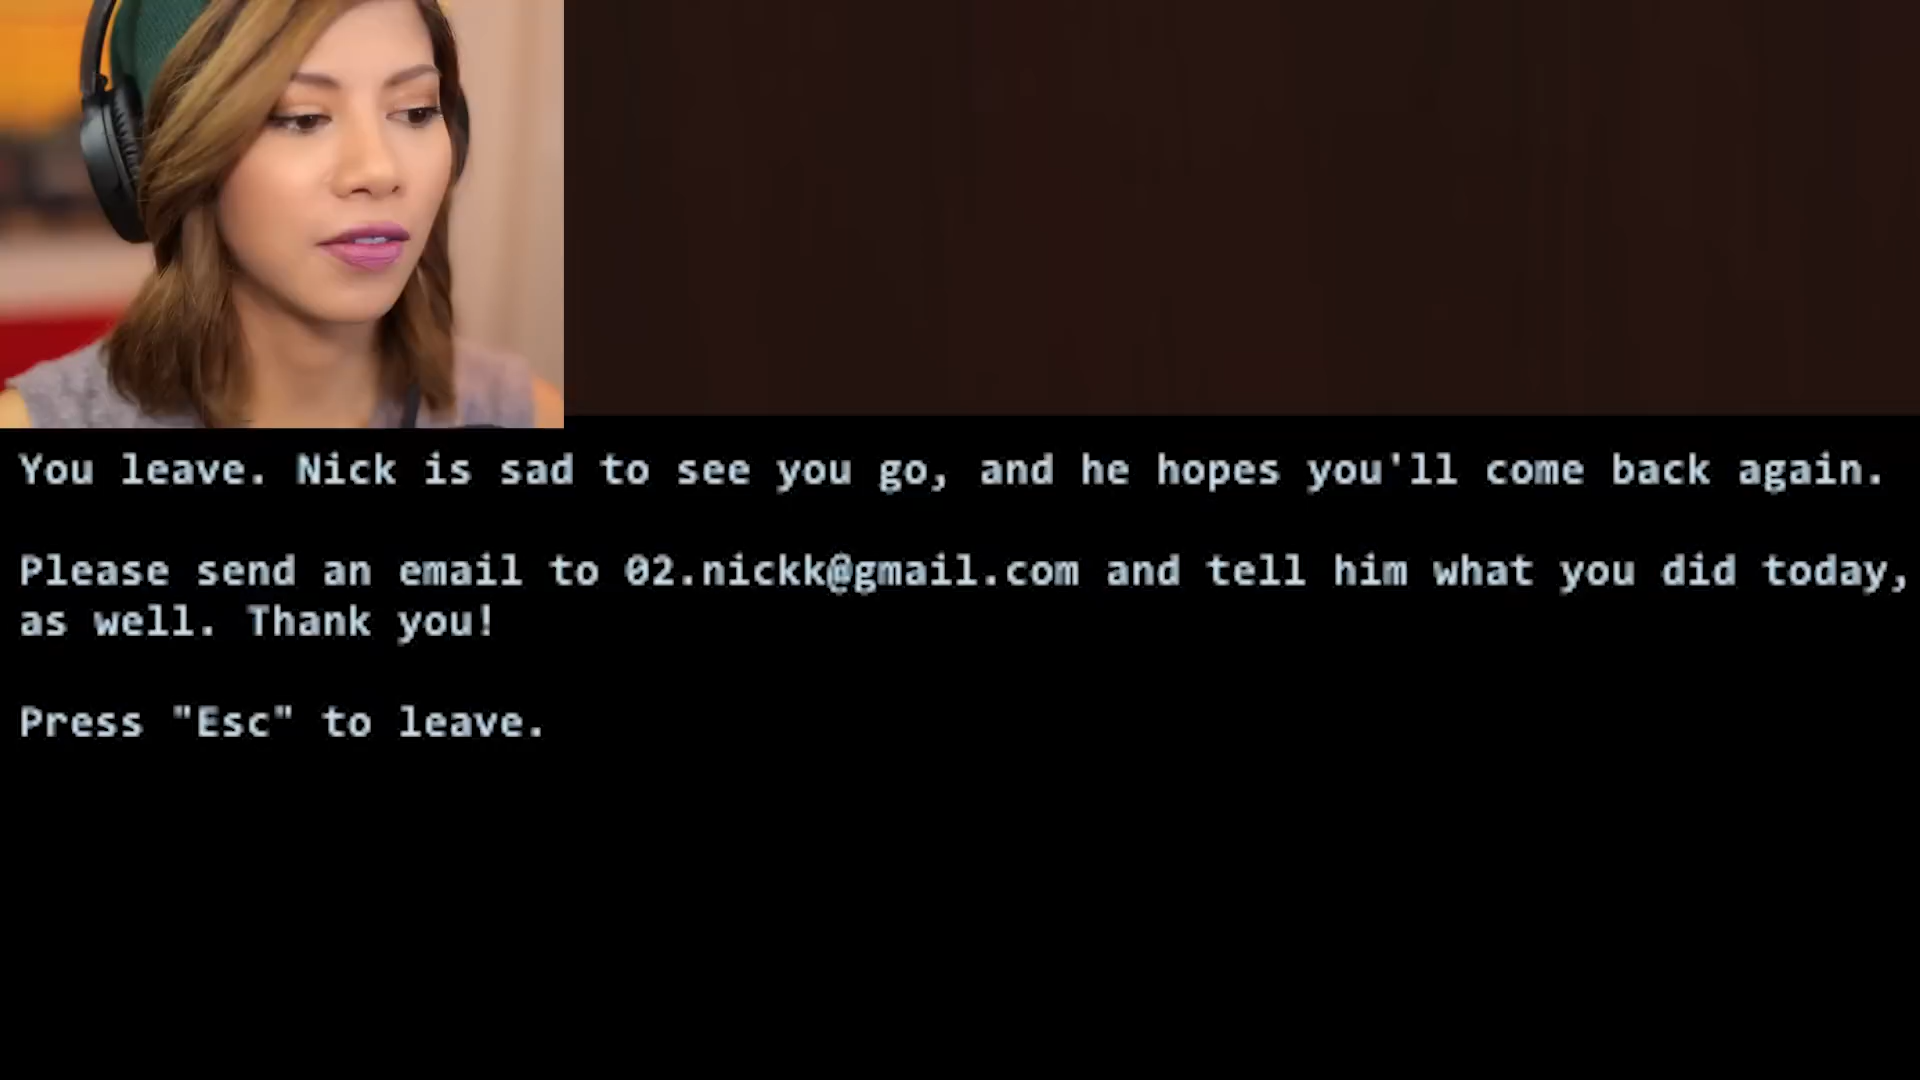 You leave. Nick is sad to see you go, and he hopes you'll come back again.
Please send an email to 02.nickk@gmail.com and tell him what you did today,
as well. Thank you!
Press "Esc" to leave.